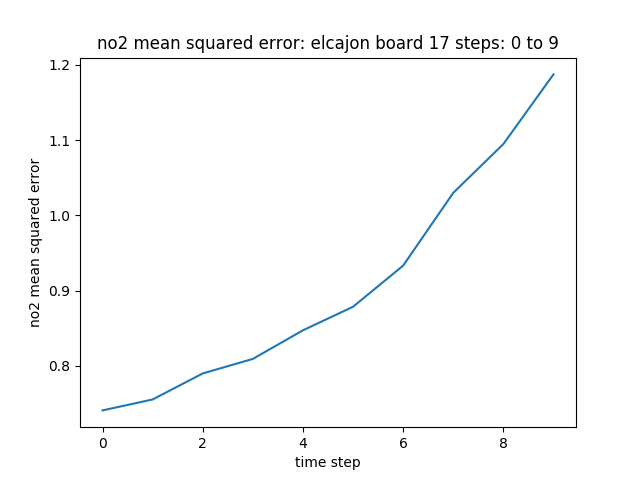 no2 mean squared error: elcajon board 17 steps: 0 to 9
no2 mean squared error
1.2
1.1
1.0
0.9
0.8
0 2 4 6 8
time step